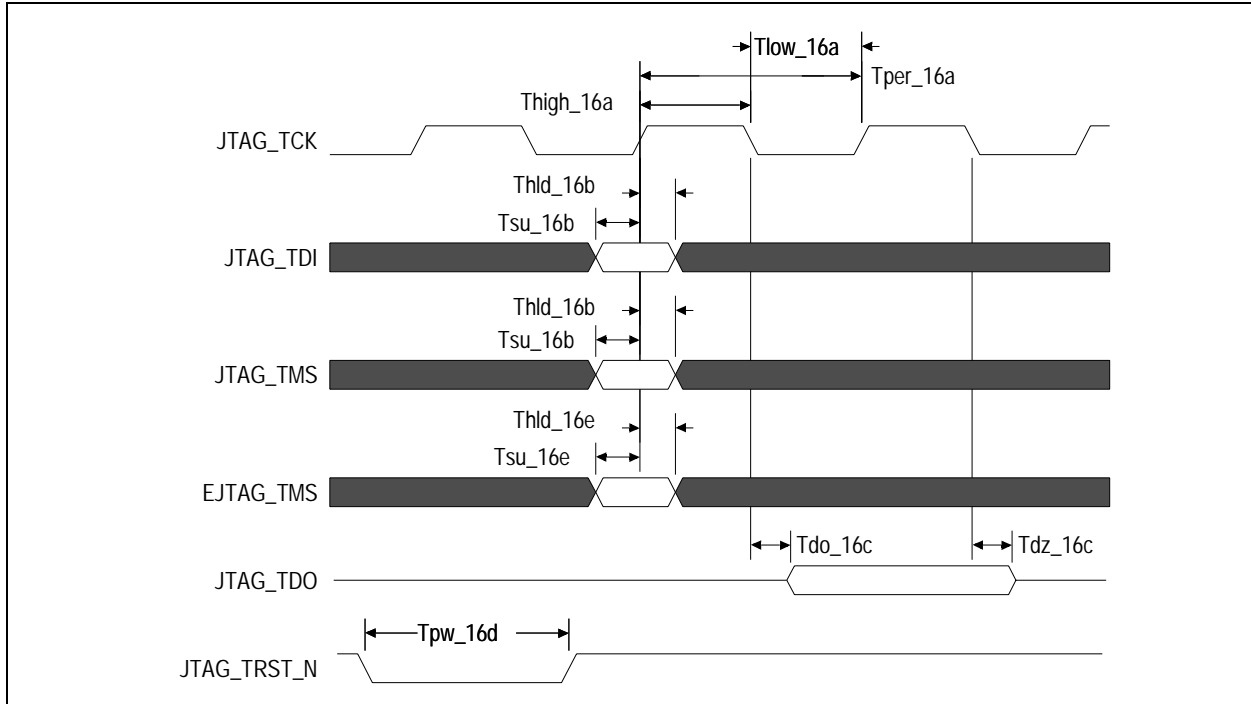 Tlow_16a
Tper_16a
Thigh_16a
JTAG_TCK
Thld_16b
Tsu_16b
JTAG_TDI
Thld_16b
Tsu_16b
JTAG_TMS
Thld_16e
Tsu_16e
EJTAG_TMS
Tdo_16c
Tdz_16c
JTAG_TDO
Tpw_16d
JTAG_TRST_N